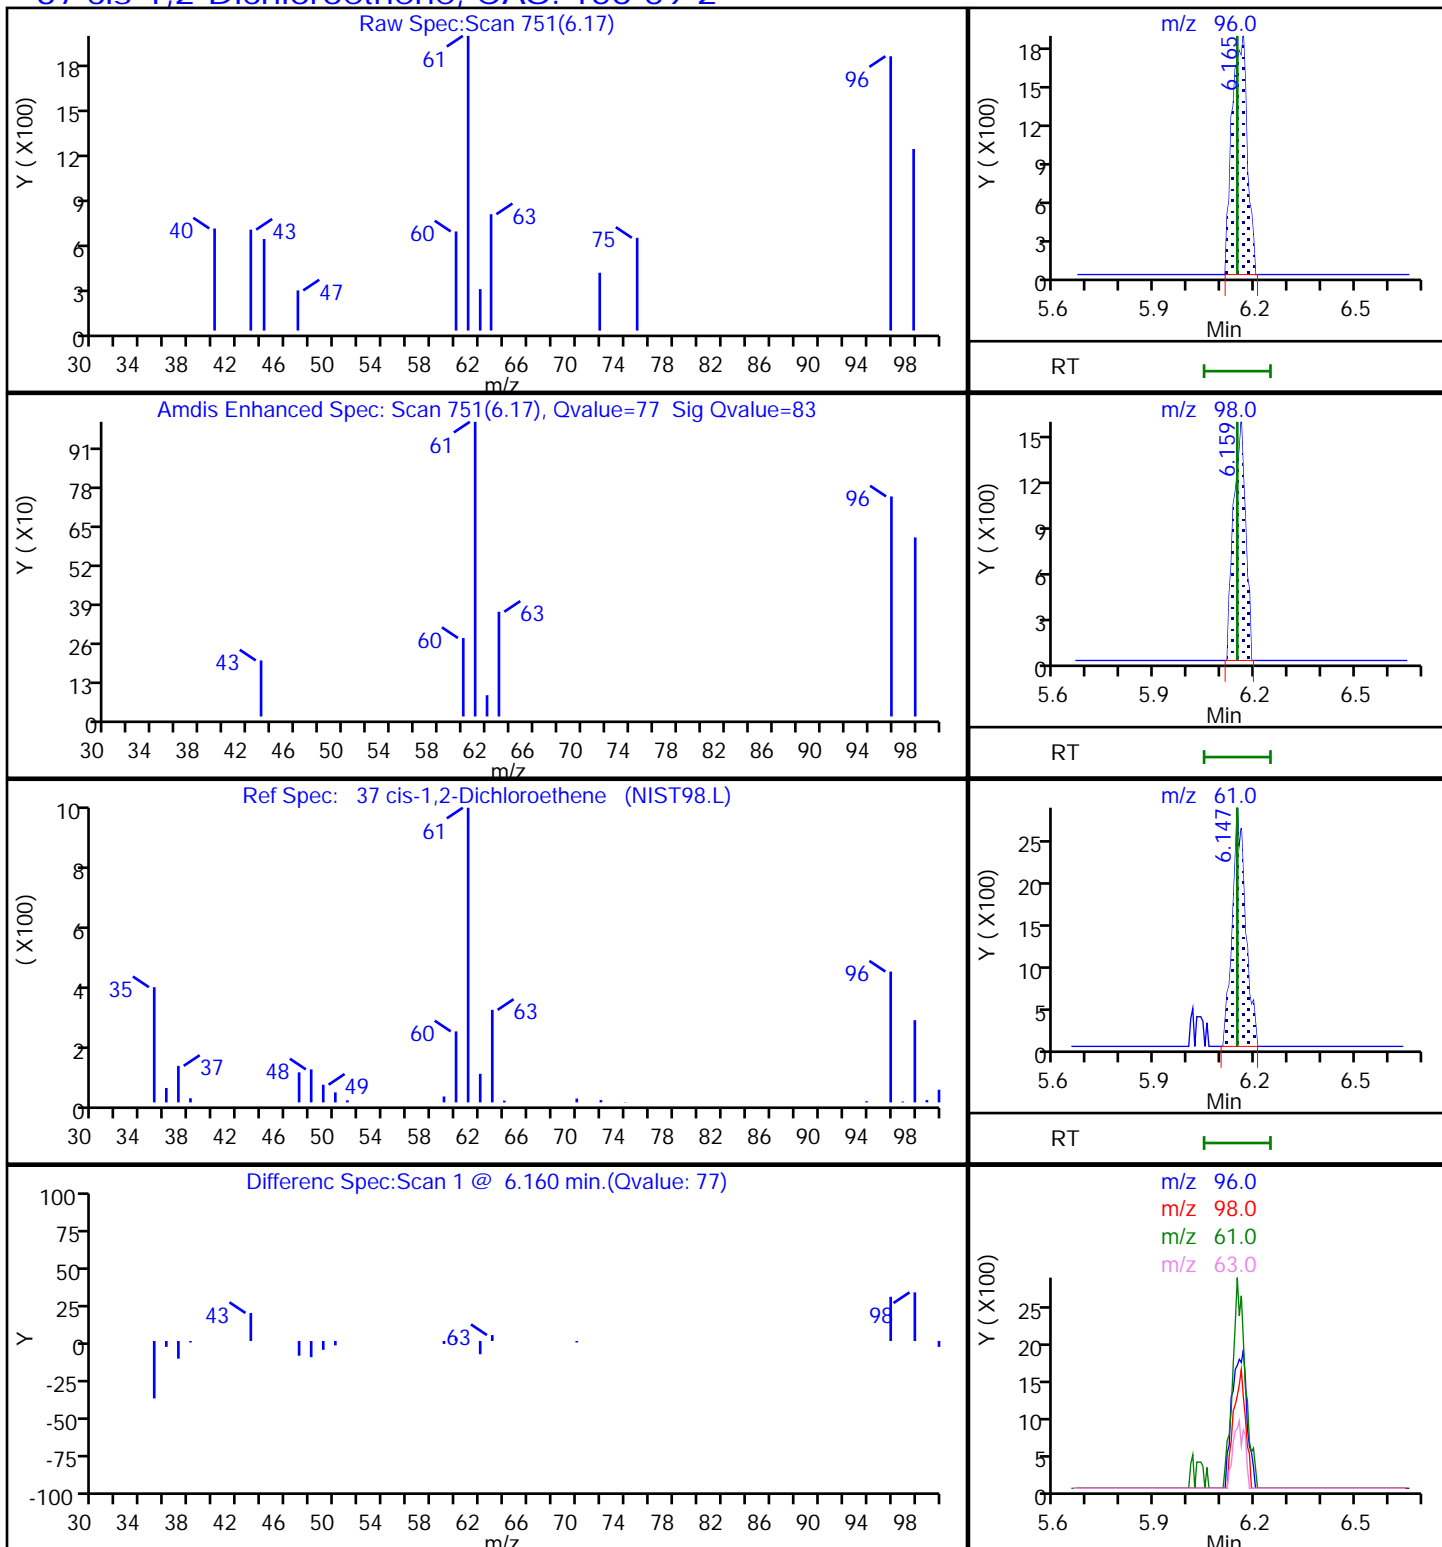 37 cis-1,2-Dichloroethene, CAS: 156-59-2
Raw Spec:Scan 751(6.17)
Y ( X100)
18
15
12
9
6
3
0
61
96
40
43
47
60
63
75
30 34 38 42 46 50 54 58 62 66 70 74 78 82 86 90 94 98
m/z
m/z 96.0
Y ( X100)
18
15
12
9
6
3
0
6.165
5.6 5.9 6.2 6.5
Min
RT
Amdis Enhanced Spec: Scan 751(6.17), Qvalue=77 Sig Qvalue=83
Y ( X10)
91
78
65
52
39
26
13
0
61
96
63
60
43
30 34 38 42 46 50 54 58 62 66 70 74 78 82 86 90 94 98
m/z
m/z 98.0
Y ( X100)
15
12
9
6
3
0
6.159
5.6 5.9 6.2 6.5
Min
RT
Ref Spec: 37 cis-1,2-Dichloroethene (NIST98.L)
( X100)
10
8
6
4
2
0
61
96
35
63
60
37
48
49
30 34 38 42 46 50 54 58 62 66 70 74 78 82 86 90 94 98
m/z 61.0
Y ( X100)
25
20
15
10
5
0
6.147
5.6 5.9 6.2 6.5
Min
RT
Differenc Spec:Scan 1 @ 6.160 min.(Qvalue: 77)
Y
100
75
50
25
0
-25
-50
-75
-100
43
63
98
30 34 38 42 46 50 54 58 62 66 70 74 78 82 86 90 94 98
m/z
m/z 96.0
m/z 98.0
m/z 61.0
m/z 63.0
Y ( X100)
25
20
15
10
5
0
5.6 5.9 6.2 6.5
Min